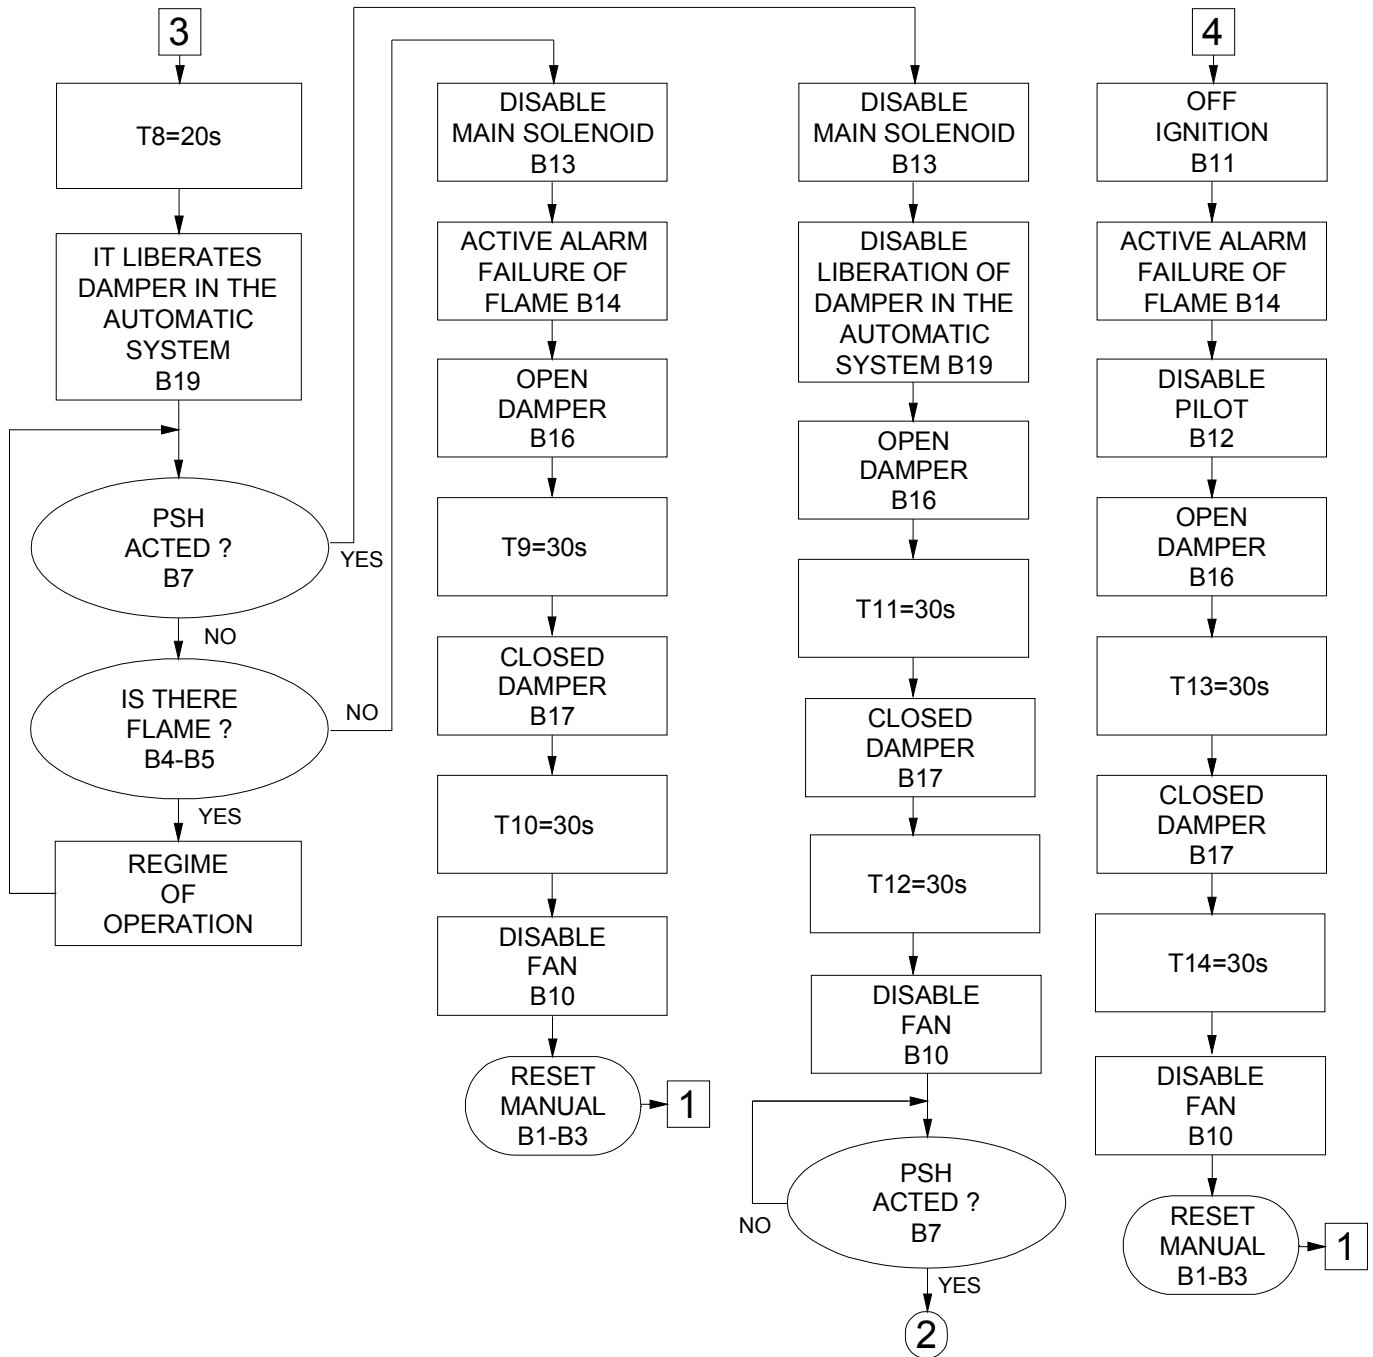 3
T8=20s
IT LIBERATES
DAMPER IN THE
AUTOMATIC
SYSTEM
B19
PSH
ACTED ?
B7
YES
NO
IS THERE
FLAME ?
B4-B5
NO
YES
REGIME
OF
OPERATION
DISABLE
MAIN SOLENOID
B13
ACTIVE ALARM
FAILURE OF
FLAME B14
OPEN
DAMPER
B16
T9=30s
CLOSED
DAMPER
B17
T10=30s
DISABLE
FAN
B10
RESET
MANUAL
B1-B3
1
DISABLE
MAIN SOLENOID
B13
DISABLE
LIBERATION OF
DAMPER IN THE
AUTOMATIC
SYSTEM B19
OPEN
DAMPER
B16
T11=30s
CLOSED
DAMPER
B17
T12=30s
DISABLE
FAN
B10
PSH
ACTED ?
B7
NO
YES
2
4
OFF
IGNITION
B11
ACTIVE ALARM
FAILURE OF
FLAME B14
DISABLE
PILOT
B12
OPEN
DAMPER
B16
T13=30s
CLOSED
DAMPER
B17
T14=30s
DISABLE
FAN
B10
RESET
MANUAL
B1-B3
1